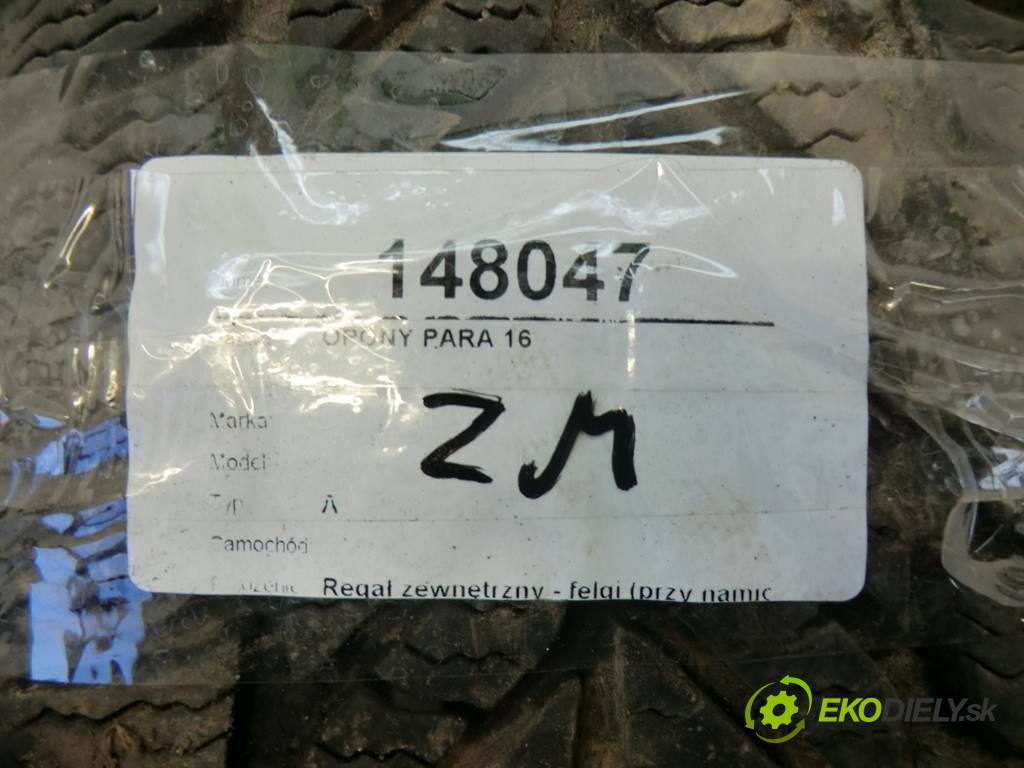 148047
OPONY PARA 16
Marka
ZM
Model
Typ A
Samochód
Regał zewnętrzny - felgi (przy namic
EKODIELY.sk